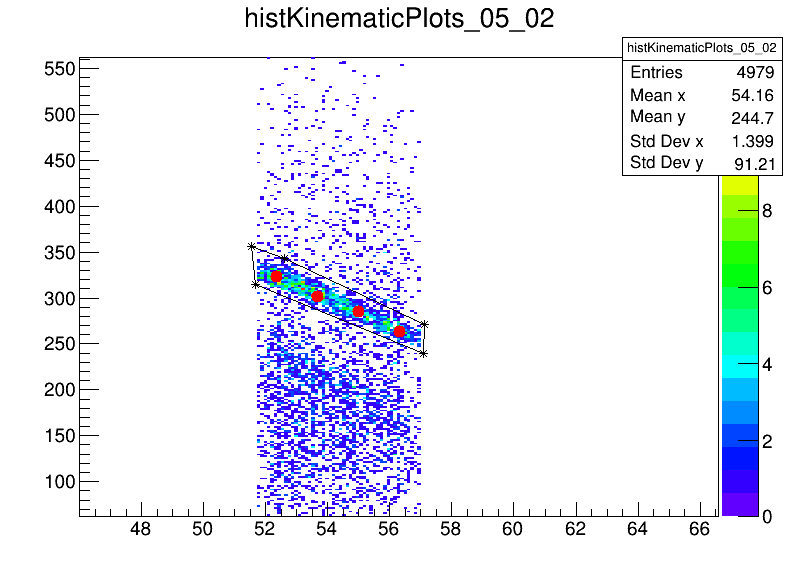 histKinematicPlots_05_02
histKinematicPlots_05_02
Entries 4979
Mean x 54.16
Mean y 244.7
Std Dev x 1.399
Std Dev y 91.21
550
500
450
400
350
300
250
200
150
100
8
6
4
2
0
48 50 52 54 56 58 60 62 64 66